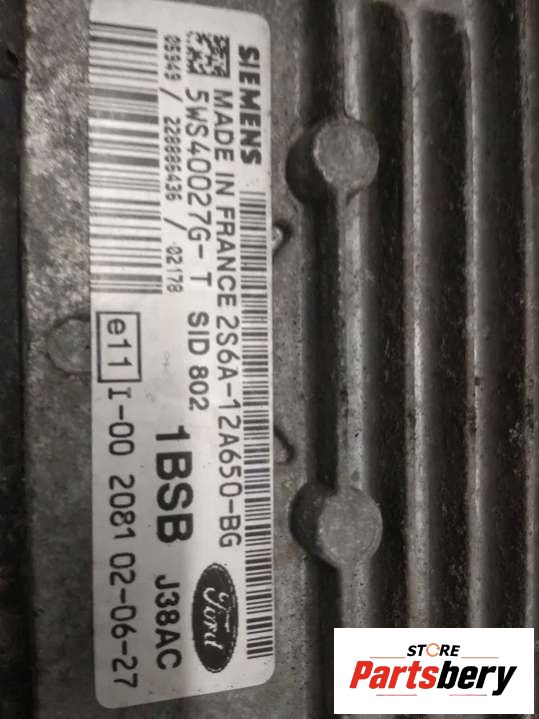 SIEMENS
MADE IN FRANCE 2S6A-12A650-BG
5WS40027G-T SID 802
05949 / 228886436 / 02178
1BSB J38AC
e11 I-00 2081 02-06-27
Ford
STORE
Partsbery